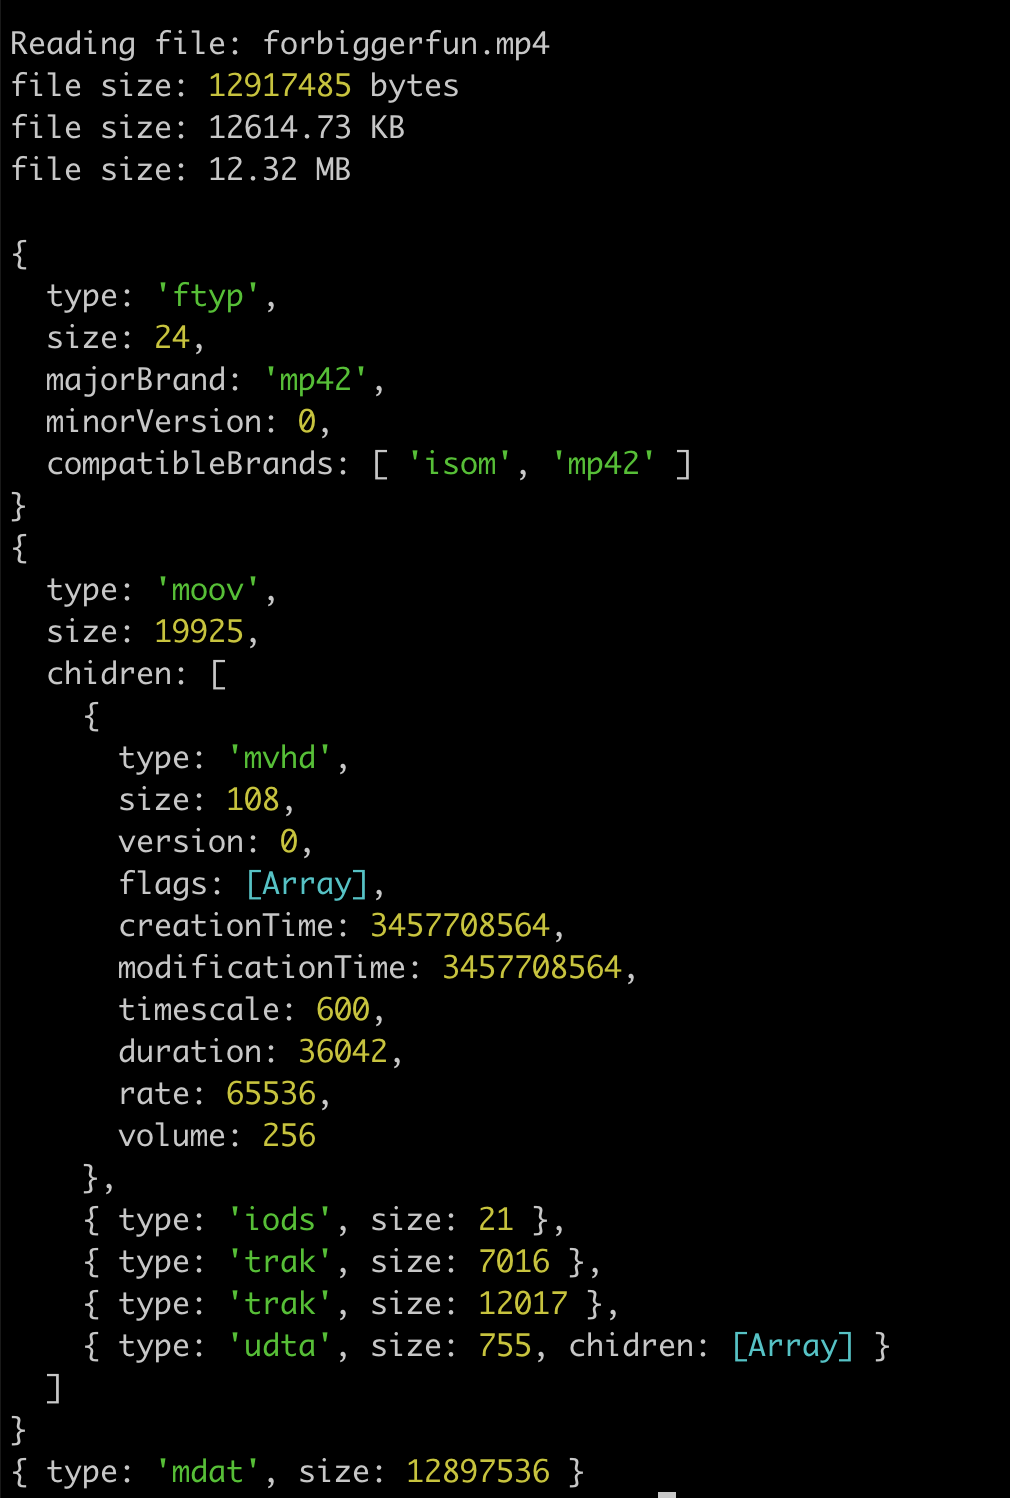 Reading file: forbiggerfun.mp4
file size: 12917485 bytes
file size: 12614.73 KB
file size: 12.32 MB
{
type: 'ftyp',
size: 24,
majorBrand: 'mp42',
minorVersion: 0,
compatibleBrands: [ 'isom', 'mp42' ]
}
{
type: 'moov',
size: 19925,
chidren: [
{
type: 'mvhd',
size: 108,
version: 0,
flags: [Array],
creationTime: 3457708564,
modificationTime: 3457708564,
timescale: 600,
duration: 36042,
rate: 65536,
volume: 256
},
{ type: 'iods', size: 21 },
{ type: 'trak', size: 7016 },
{ type: 'trak', size: 12017 },
{ type: 'udta', size: 755, chidren: [Array] }
]
}
{ type: 'mdat', size: 12897536 }